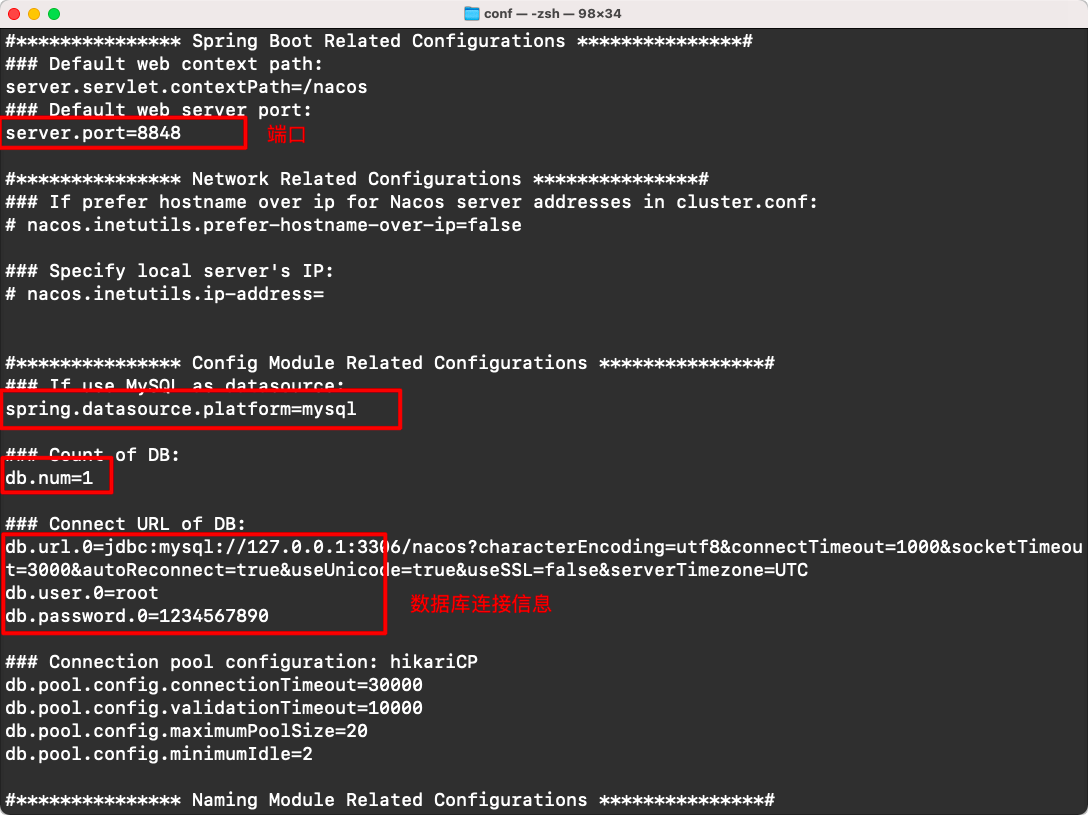 conf — -zsh — 98×34
#*************** Spring Boot Related Configurations ***************#
### Default web context path:
server.servlet.contextPath=/nacos
### Default web server port:
server.port=8848
端口
#*************** Network Related Configurations ***************#
### If prefer hostname over ip for Nacos server addresses in cluster.conf:
# nacos.inetutils.prefer-hostname-over-ip=false
### Specify local server's IP:
# nacos.inetutils.ip-address=
#*************** Config Module Related Configurations ***************#
### If use MySQL as datasource:
spring.datasource.platform=mysql
### Count of DB:
db.num=1
### Connect URL of DB:
db.url.0=jdbc:mysql://127.0.0.1:3306/nacos?characterEncoding=utf8&connectTimeout=1000&socketTimeou
t=3000&autoReconnect=true&useUnicode=true&useSSL=false&serverTimezone=UTC
db.user.0=root
db.password.0=1234567890
数据库连接信息
### Connection pool configuration: hikariCP
db.pool.config.connectionTimeout=30000
db.pool.config.validationTimeout=10000
db.pool.config.maximumPoolSize=20
db.pool.config.minimumIdle=2
#*************** Naming Module Related Configurations ***************#